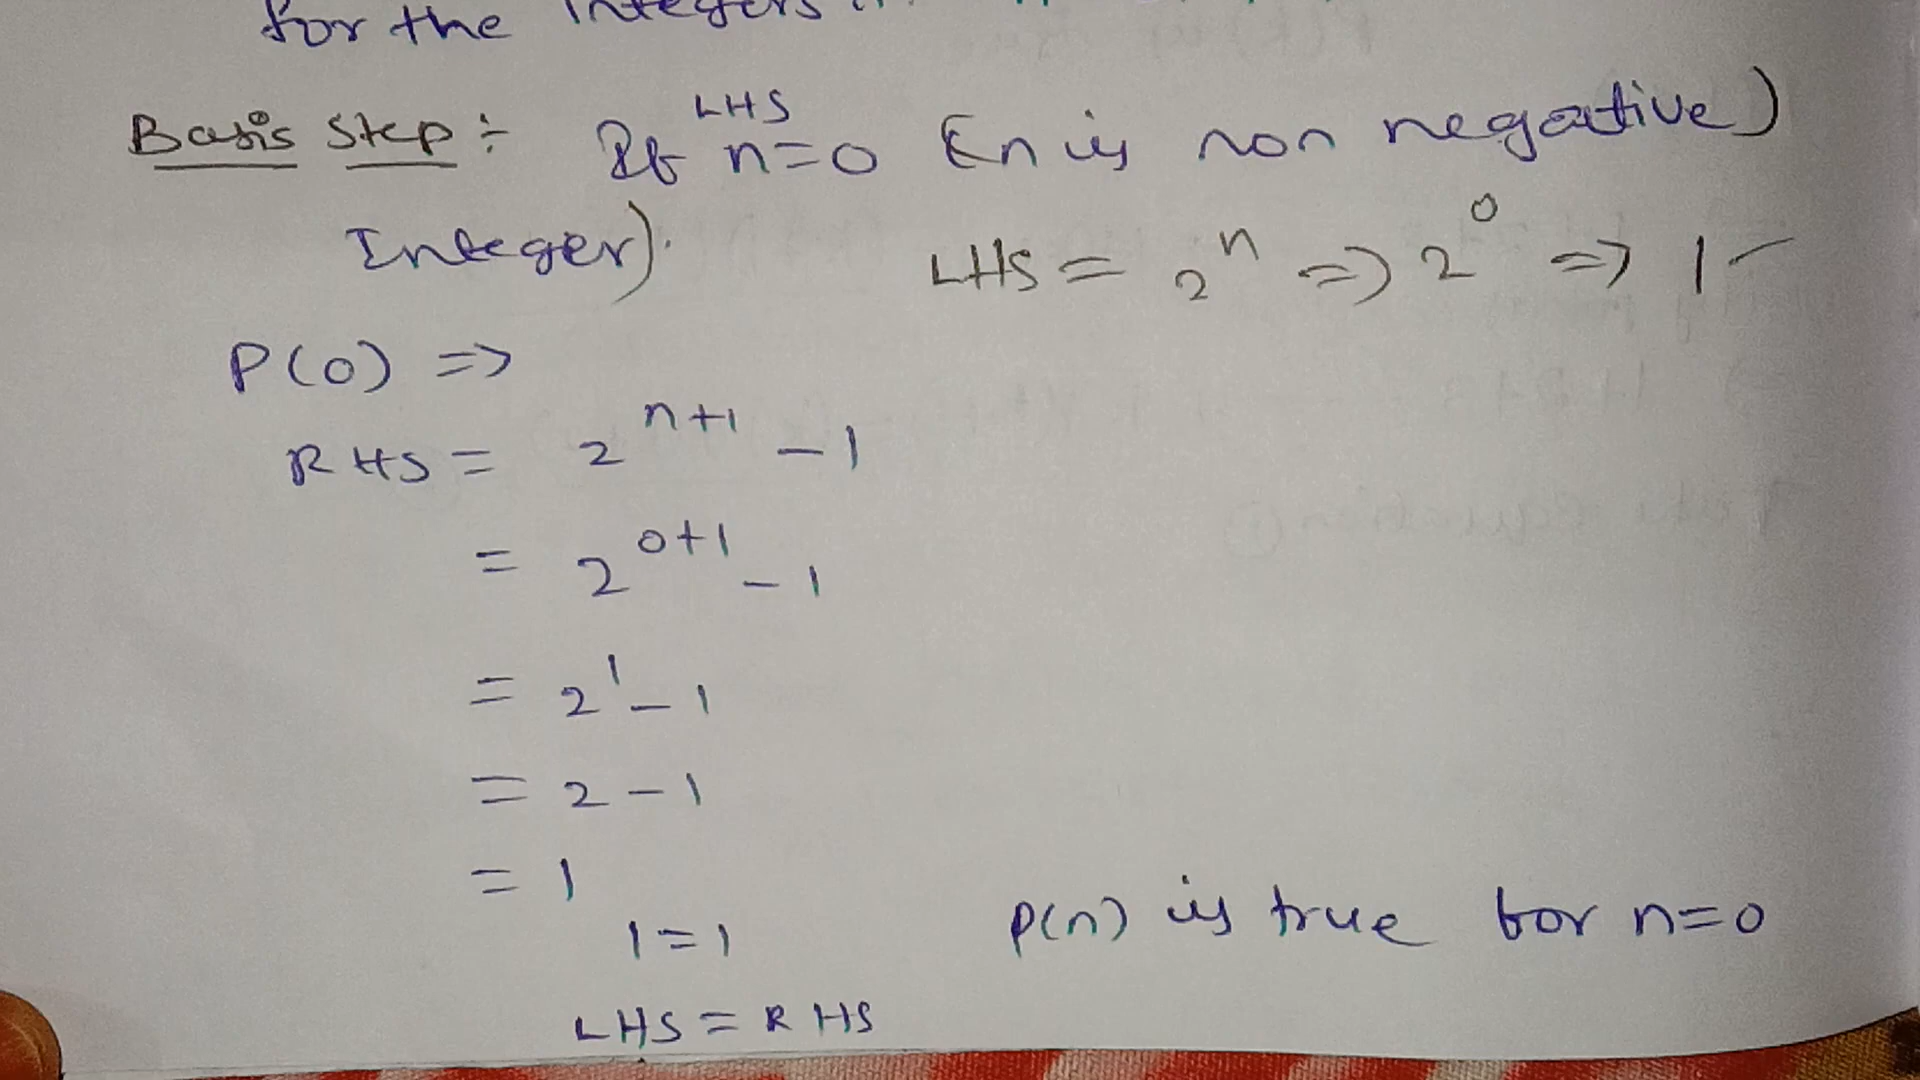 for the Integers
Basis Step :- If LHS n=0 (n is non negative)
Integer). LHS = 2^n => 2^0 => 1
P(0) =>
RHS = 2^n+1 - 1
= 2^0+1 - 1
= 2^1 - 1
= 2 - 1
= 1
1 = 1
P(n) is true for n=0
LHS = RHS